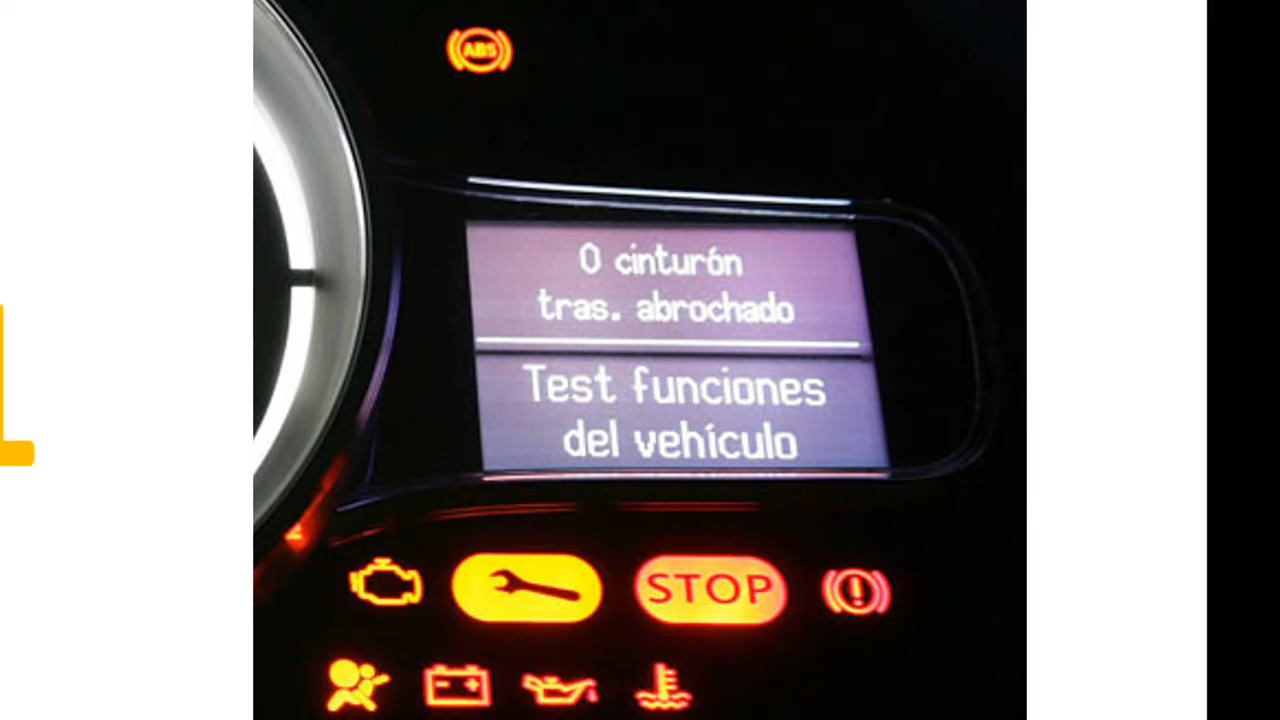 ABS
0 cinturón
tras. abrochado
Test funciones
del vehículo
STOP